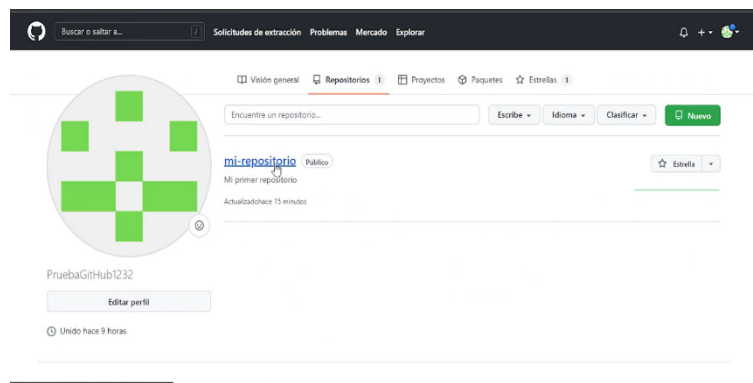 Buscar o saltar a... / Solicitudes de extracción Problemas Mercado Explorar
Visión general Repositorios 1 Proyectos Paquetes Estrellas 1
Encuentre un repositorio... Escribe Idioma Clasificar Nuevo
mi-repositorio Público Estrella
Mi primer repositorio
Actualizadohace 15 minutos
PruebaGitHub1232
Editar perfil
Unido hace 9 horas